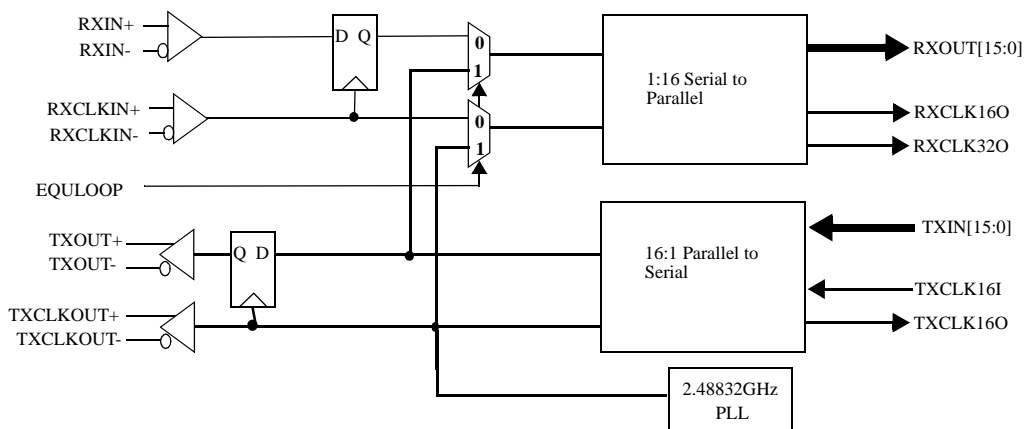 RXIN+
RXIN-
D Q
0
1
1:16 Serial to
Parallel
RXOUT[15:0]
RXCLKIN+
RXCLKIN-
0
1
RXCLK16O
RXCLK32O
EQULOOP
TXOUT+
TXOUT-
Q D
16:1 Parallel to
Serial
TXIN[15:0]
TXCLK16I
TXCLKOUT+
TXCLKOUT-
TXCLK16O
2.48832GHz
PLL